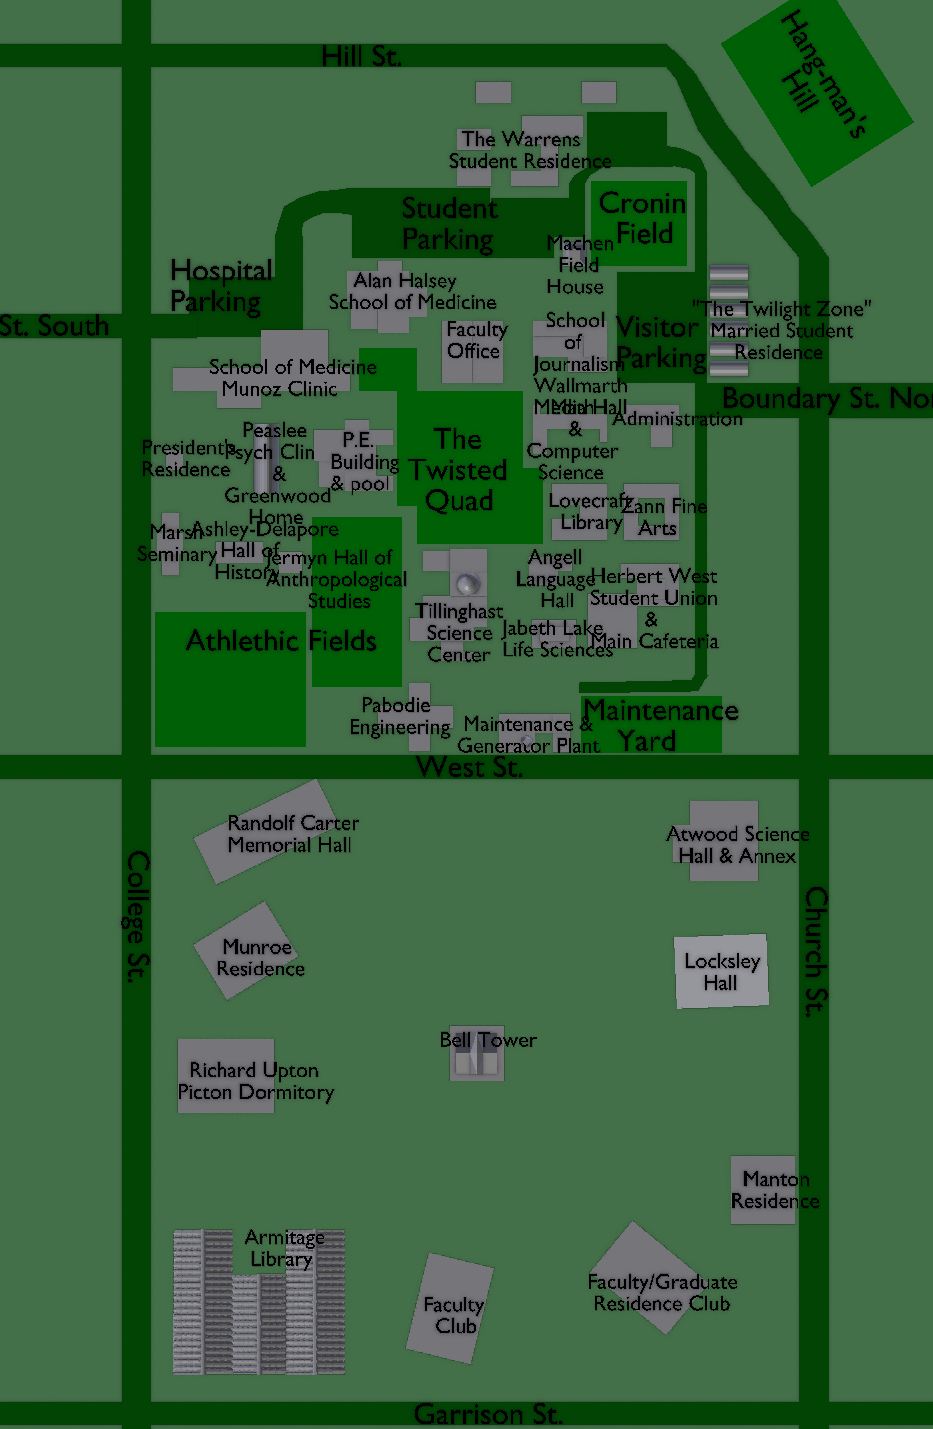 Hang-man's
Hill
Hill St.
The Warrens
Student Residence
Cronin
Field
Student
Parking
Machen
Field
House
Hospital
Parking
Alan Halsey
School of Medicine
"The Twilight Zone"
Married Student
Residence
St. South
Faculty
Office
School
of
Journalism
Wallmarth
Media
Visitor
Parking
School of Medicine
Munoz Clinic
Boundary St. Nor
Main Hall
&
Computer
Science
Administration
President's
Residence
Peaslee
Psych Clin
&
Greenwood
Home
P.E.
Building
& pool
The
Twisted
Quad
Lovecraft
Library
Zann Fine
Arts
Marsh
Seminary
Ashley-Delapore
Hall of
History
Jermyn Hall of
Anthropological
Studies
Angell
Language
Hall
Herbert West
Student Union
&
Main Cafeteria
Tillinghast
Science
Center
Jabeth Lake
Life Sciences
Athlethic Fields
Pabodie
Engineering
Maintenance &
Generator Plant
Maintenance
Yard
West St.
Randolf Carter
Memorial Hall
Atwood Science
Hall & Annex
College St.
Church St.
Munroe
Residence
Locksley
Hall
Bell Tower
Richard Upton
Picton Dormitory
Manton
Residence
Armitage
Library
Faculty
Club
Faculty/Graduate
Residence Club
Garrison St.